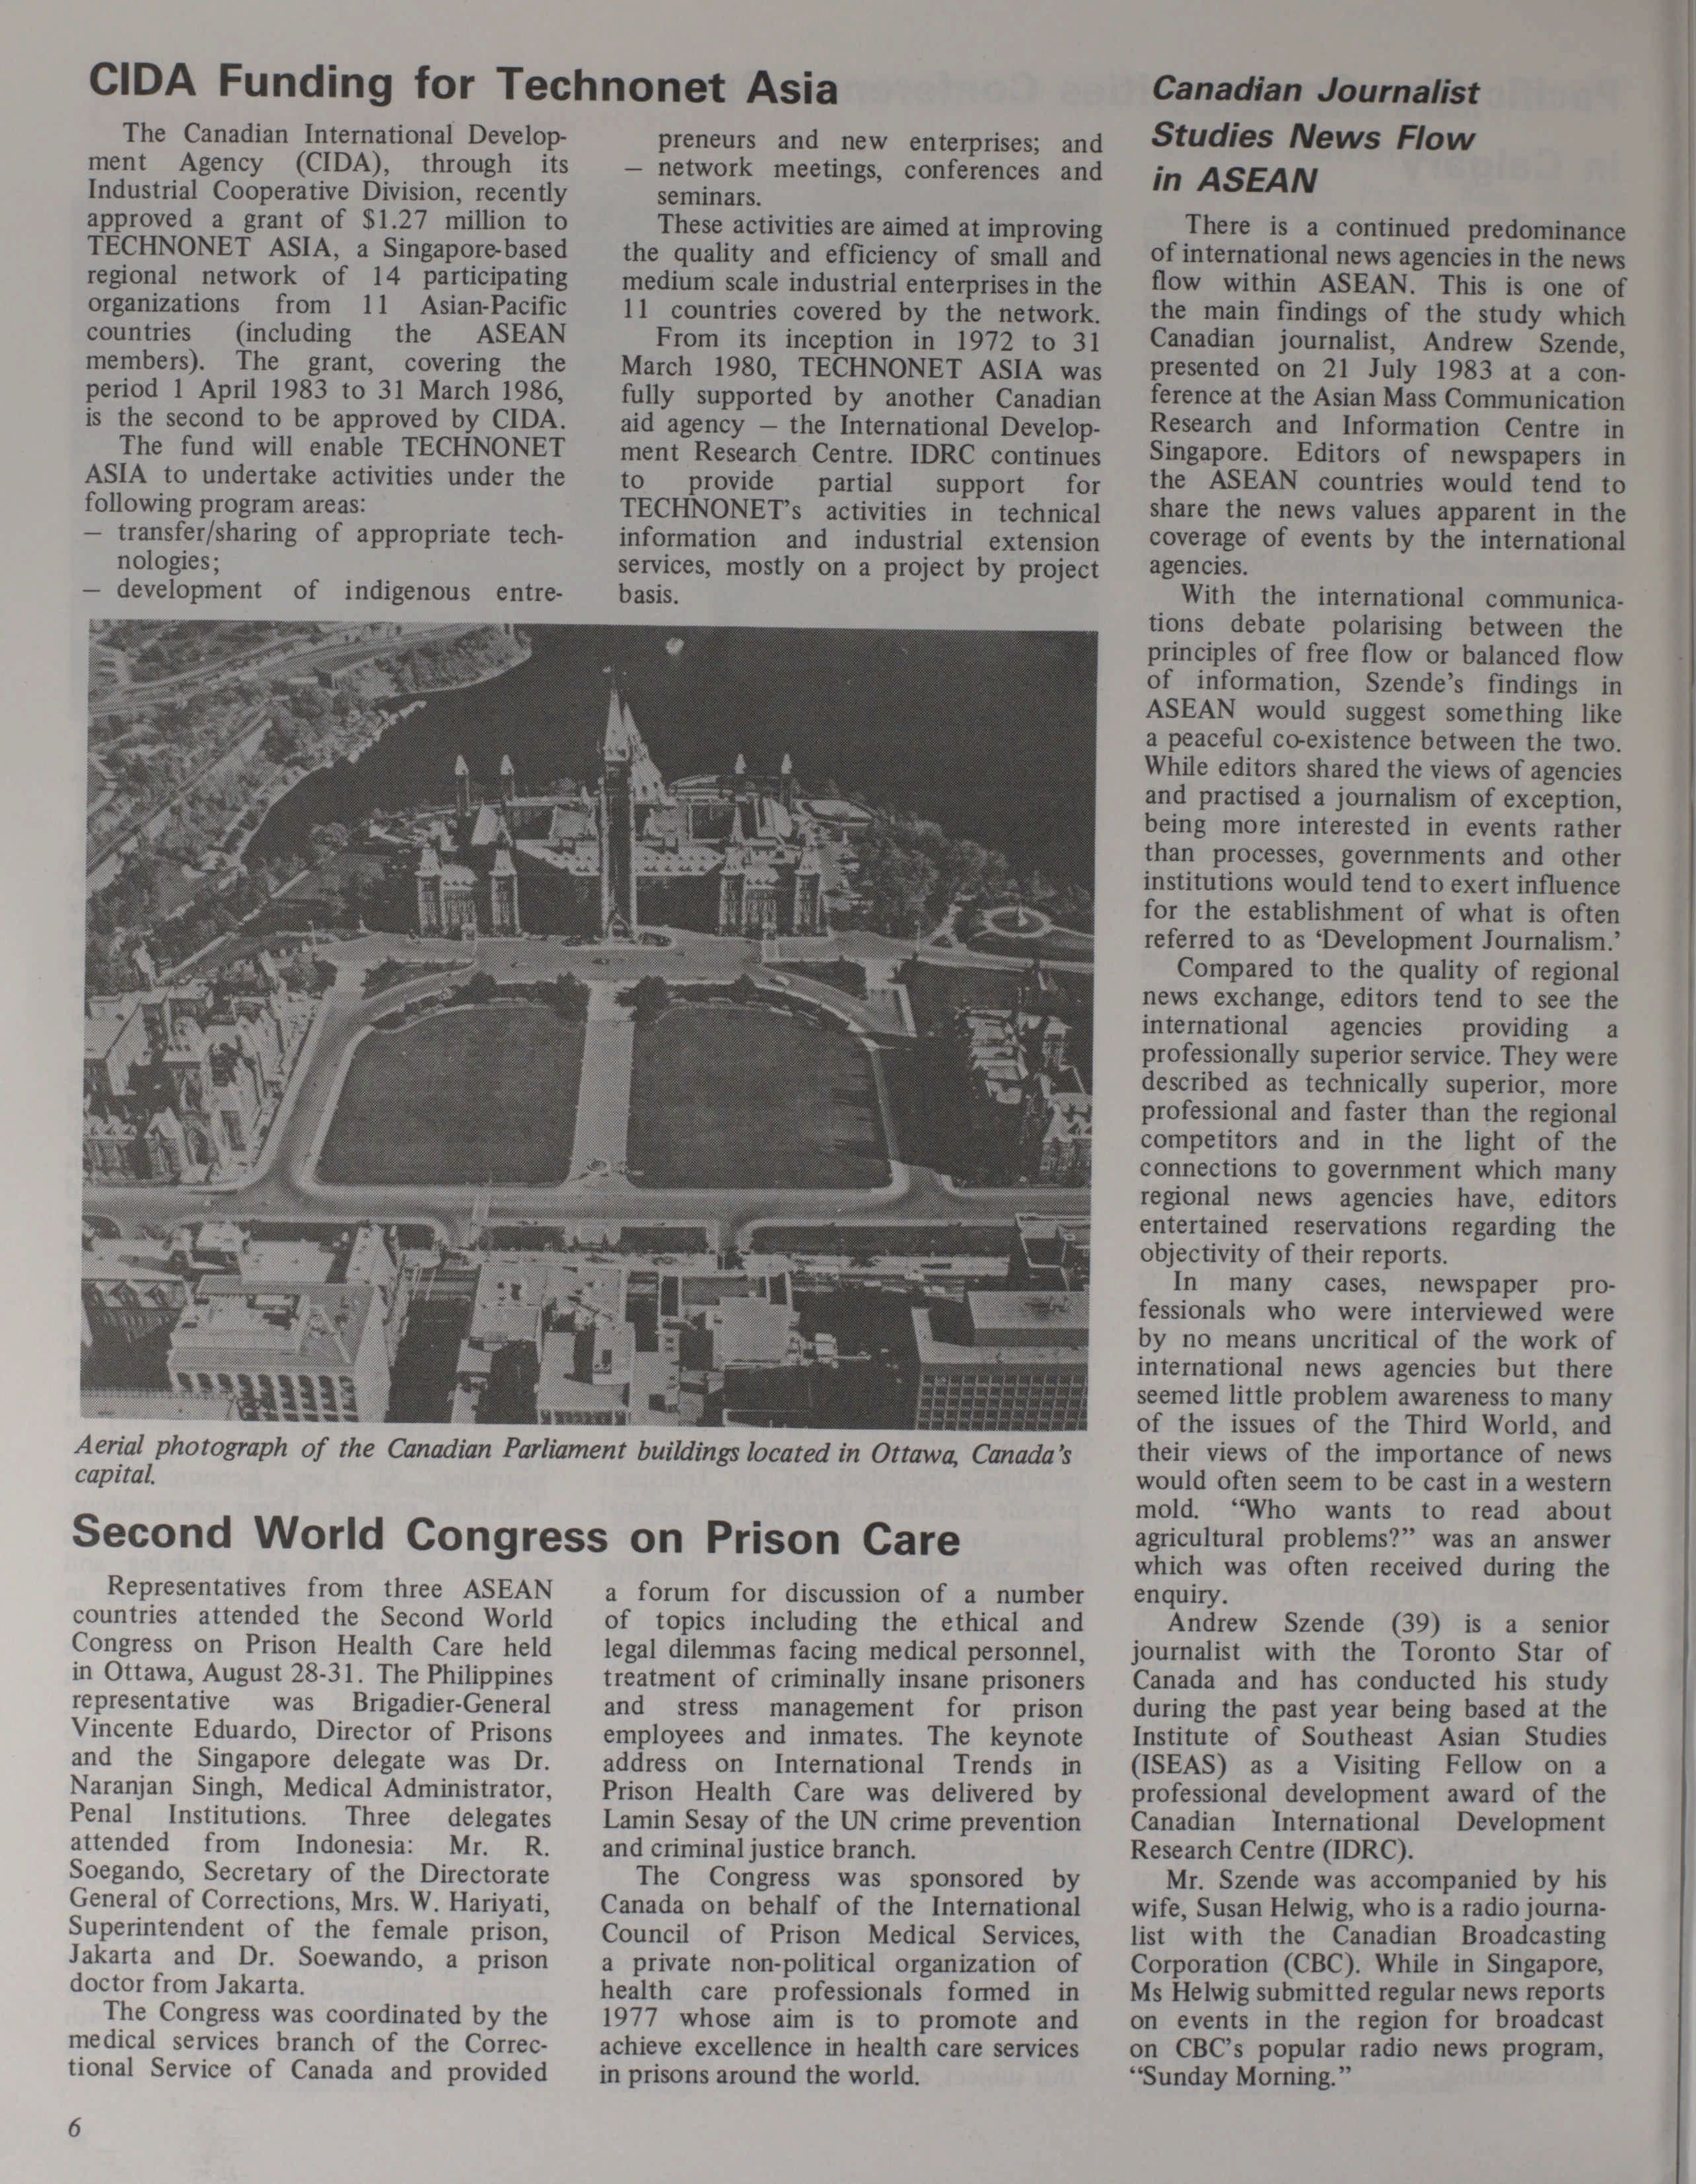 CIDA Funding for Technonet Asia
The Canadian International Develop-
ment Agency (CIDA), through its
Industrial Cooperative Division, recently
approved a grant of $1.27 million to
TECHNONET ASIA, a Singapore-based
regional network of 14 participating
organizations from 11 Asian-Pacific
countries (including the ASEAN
members). The grant, covering the
period 1 April 1983 to 31 March 1986,
is the second to be approved by CIDA.
The fund will enable TECHNONET
ASIA to undertake activities under the
following program areas:
— transfer/sharing of appropriate tech-
nologies;
— development of indigenous entre-
preneurs and new enterprises; and
— network meetings, conferences and
seminars.
These activities are aimed at improving
the quality and efficiency of small and
medium scale industrial enterprises in the
11 countries covered by the network.
From its inception in 1972 to 31
March 1980, TECHNONET ASIA was
fully supported by another Canadian
aid agency — the International Develop-
ment Research Centre. IDRC continues
to provide partial support for
TECHNONET's activities in technical
information and industrial extension
services, mostly on a project by project
basis.
Aerial photograph of the Canadian Parliament buildings located in Ottawa, Canada's
capital.
Second World Congress on Prison Care
Representatives from three ASEAN
countries attended the Second World
Congress on Prison Health Care held
in Ottawa, August 28-31. The Philippines
representative was Brigadier-General
Vincente Eduardo, Director of Prisons
and the Singapore delegate was Dr.
Naranjan Singh, Medical Administrator,
Penal Institutions. Three delegates
attended from Indonesia: Mr. R.
Soegando, Secretary of the Directorate
General of Corrections, Mrs. W. Hariyati,
Superintendent of the female prison,
Jakarta and Dr. Soewando, a prison
doctor from Jakarta.
The Congress was coordinated by the
medical services branch of the Correc-
tional Service of Canada and provided
a forum for discussion of a number
of topics including the ethical and
legal dilemmas facing medical personnel,
treatment of criminally insane prisoners
and stress management for prison
employees and inmates. The keynote
address on International Trends in
Prison Health Care was delivered by
Lamin Sesay of the UN crime prevention
and criminal justice branch.
The Congress was sponsored by
Canada on behalf of the International
Council of Prison Medical Services,
a private non-political organization of
health care professionals formed in
1977 whose aim is to promote and
achieve excellence in health care services
in prisons around the world.
Canadian Journalist
Studies News Flow
in ASEAN
There is a continued predominance
of international news agencies in the news
flow within ASEAN. This is one of
the main findings of the study which
Canadian journalist, Andrew Szende,
presented on 21 July 1983 at a con-
ference at the Asian Mass Communication
Research and Information Centre in
Singapore. Editors of newspapers in
the ASEAN countries would tend to
share the news values apparent in the
coverage of events by the international
agencies.
With the international communica-
tions debate polarising between the
principles of free flow or balanced flow
of information, Szende's findings in
ASEAN would suggest something like
a peaceful co-existence between the two.
While editors shared the views of agencies
and practised a journalism of exception,
being more interested in events rather
than processes, governments and other
institutions would tend to exert influence
for the establishment of what is often
referred to as 'Development Journalism.'
Compared to the quality of regional
news exchange, editors tend to see the
international agencies providing a
professionally superior service. They were
described as technically superior, more
professional and faster than the regional
competitors and in the light of the
connections to government which many
regional news agencies have, editors
entertained reservations regarding the
objectivity of their reports.
In many cases, newspaper pro-
fessionals who were interviewed were
by no means uncritical of the work of
international news agencies but there
seemed little problem awareness to many
of the issues of the Third World, and
their views of the importance of news
would often seem to be cast in a western
mold. "Who wants to read about
agricultural problems?" was an answer
which was often received during the
enquiry.
Andrew Szende (39) is a senior
journalist with the Toronto Star of
Canada and has conducted his study
during the past year being based at the
Institute of Southeast Asian Studies
(ISEAS) as a Visiting Fellow on a
professional development award of the
Canadian International Development
Research Centre (IDRC).
Mr. Szende was accompanied by his
wife, Susan Helwig, who is a radio journa-
list with the Canadian Broadcasting
Corporation (CBC). While in Singapore,
Ms Helwig submitted regular news reports
on events in the region for broadcast
on CBC's popular radio news program,
"Sunday Morning."
6